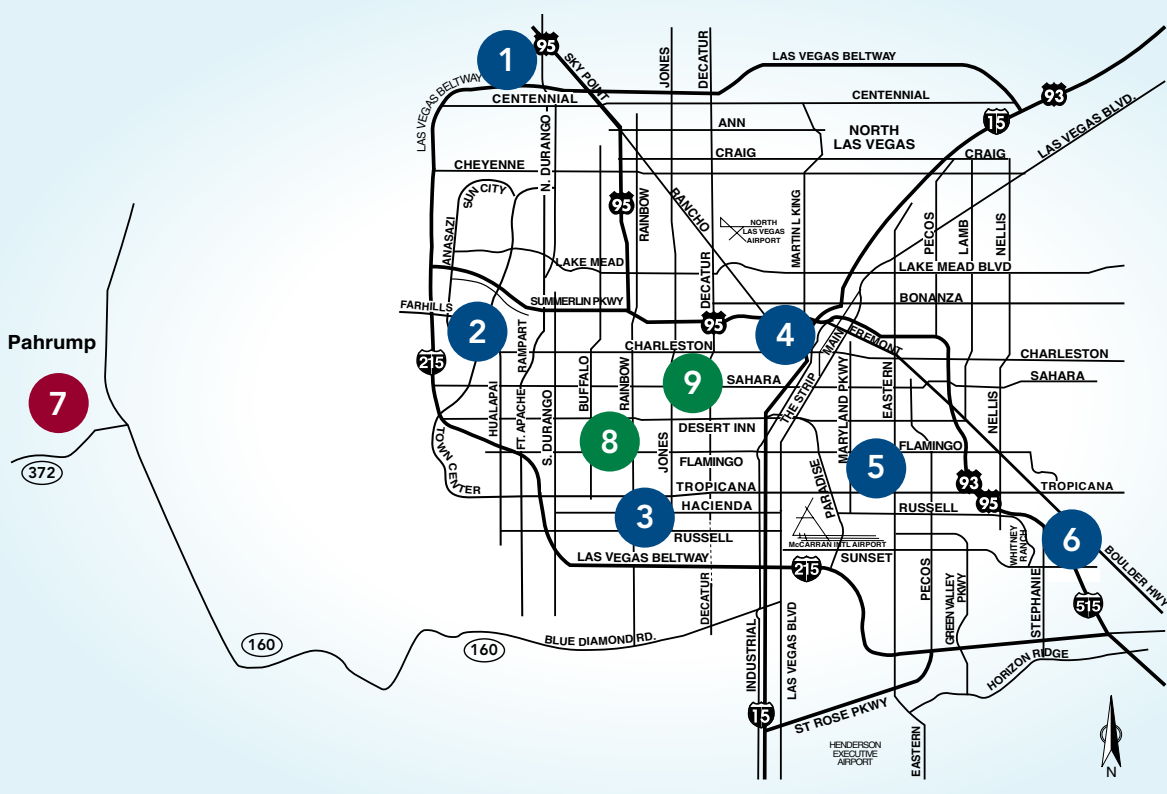 1
95
SKY POINT
JONES
DECATUR
LAS VEGAS BELTWAY
LAS VEGAS BELTWAY
93
15
LAS VEGAS BLVD.
CENTENNIAL
CENTENNIAL
ANN
NORTH
LAS VEGAS
CRAIG
CRAIG
CHEYENNE
N. DURANGO
SUN CITY
95
RAINBOW
RANCHO
NORTH
LAS VEGAS
AIRPORT
MARTIN L KING
PECOS
LAMB
NELLIS
ANASAZI
LAKE MEAD
DECATUR
LAKE MEAD BLVD
FARHILLS
SUMMERLIN PKWY
BONANZA
Pahrump
7
372
2
95
4
MAIN
FREMONT
215
RAMPART
CHARLESTON
CHARLESTON
9
SAHARA
SAHARA
THE STRIP
MARYLAND PKWY
EASTERN
HUALAPAI
FT. APACHE
S. DURANGO
BUFFALO
RAINBOW
NELLIS
DESERT INN
8
JONES
FLAMINGO
FLAMINGO
5
TOWN CENTER
TROPICANA
TROPICANA
93
95
PARADISE
3
HACIENDA
RUSSELL
RUSSELL
McCARRAN INTL AIRPORT
WHITNEY
RANCH
6
LAS VEGAS BELTWAY
215
SUNSET
BOULDER HWY
DECATUR
PECOS
GREEN VALLEY
PKWY
STEPHANIE
515
160
160
BLUE DIAMOND RD.
INDUSTRIAL
LAS VEGAS BLVD
HORIZON RIDGE
15
ST ROSE PKWY
HENDERSON
EXECUTIVE
AIRPORT
EASTERN
N